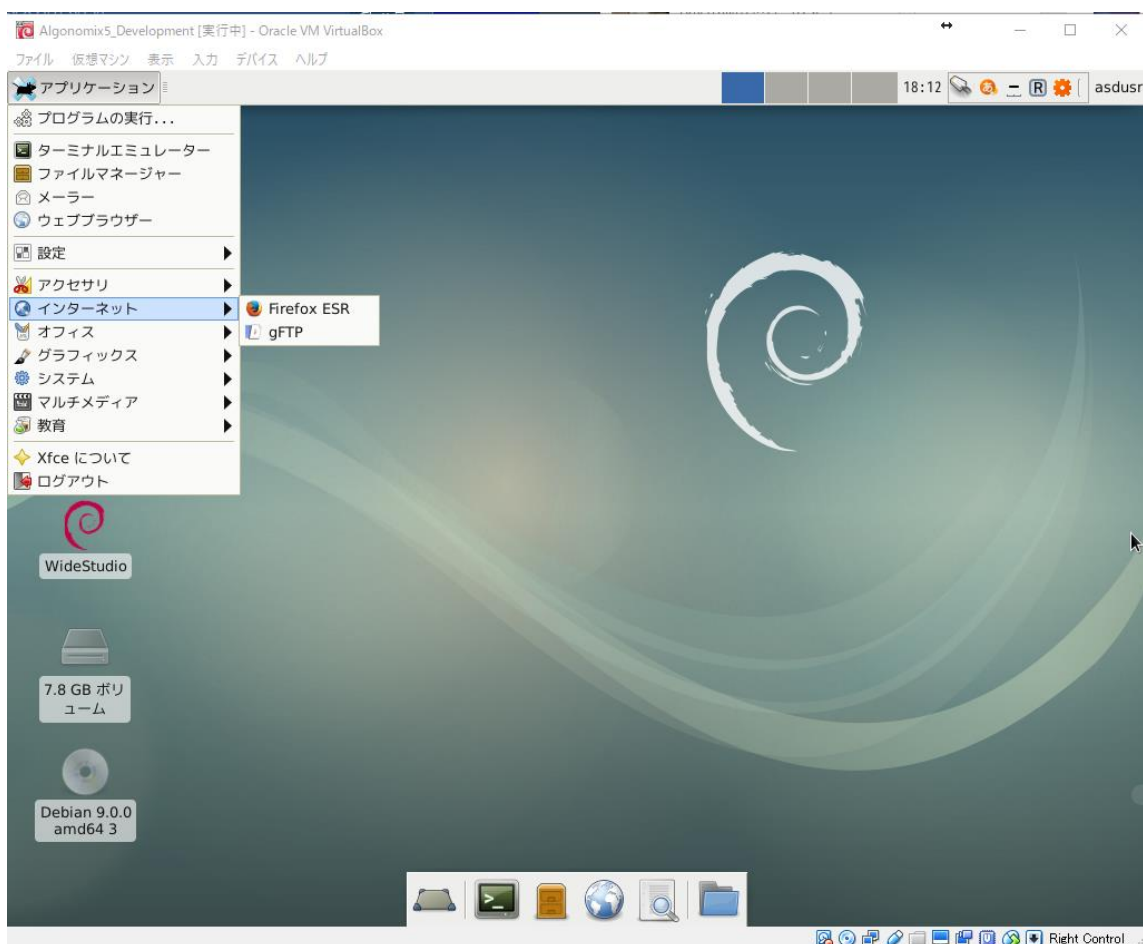 Algonomix5_Development [実行中] - Oracle VM VirtualBox
ファイル 仮想マシン 表示 入力 デバイス ヘルプ
アプリケーション
18:12
あ
R
asdusr
プログラムの実行...
ターミナルエミュレーター
ファイルマネージャー
メーラー
ウェブブラウザー
設定
アクセサリ
インターネット
Firefox ESR
オフィス
gFTP
グラフィックス
システム
マルチメディア
教育
Xfce について
ログアウト
WideStudio
7.8 GB ボリ
ューム
Debian 9.0.0
amd64 3
Right Control